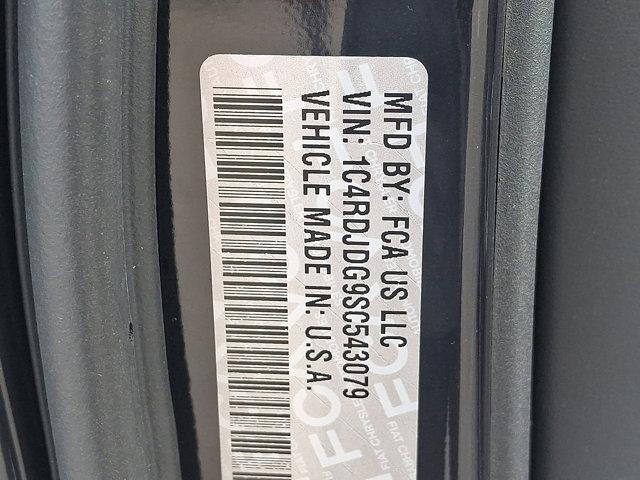 MFD BY: FCA US LLC
VIN: 1C4RDJDG9SC543079
VEHICLE MADE IN: U.S.A.